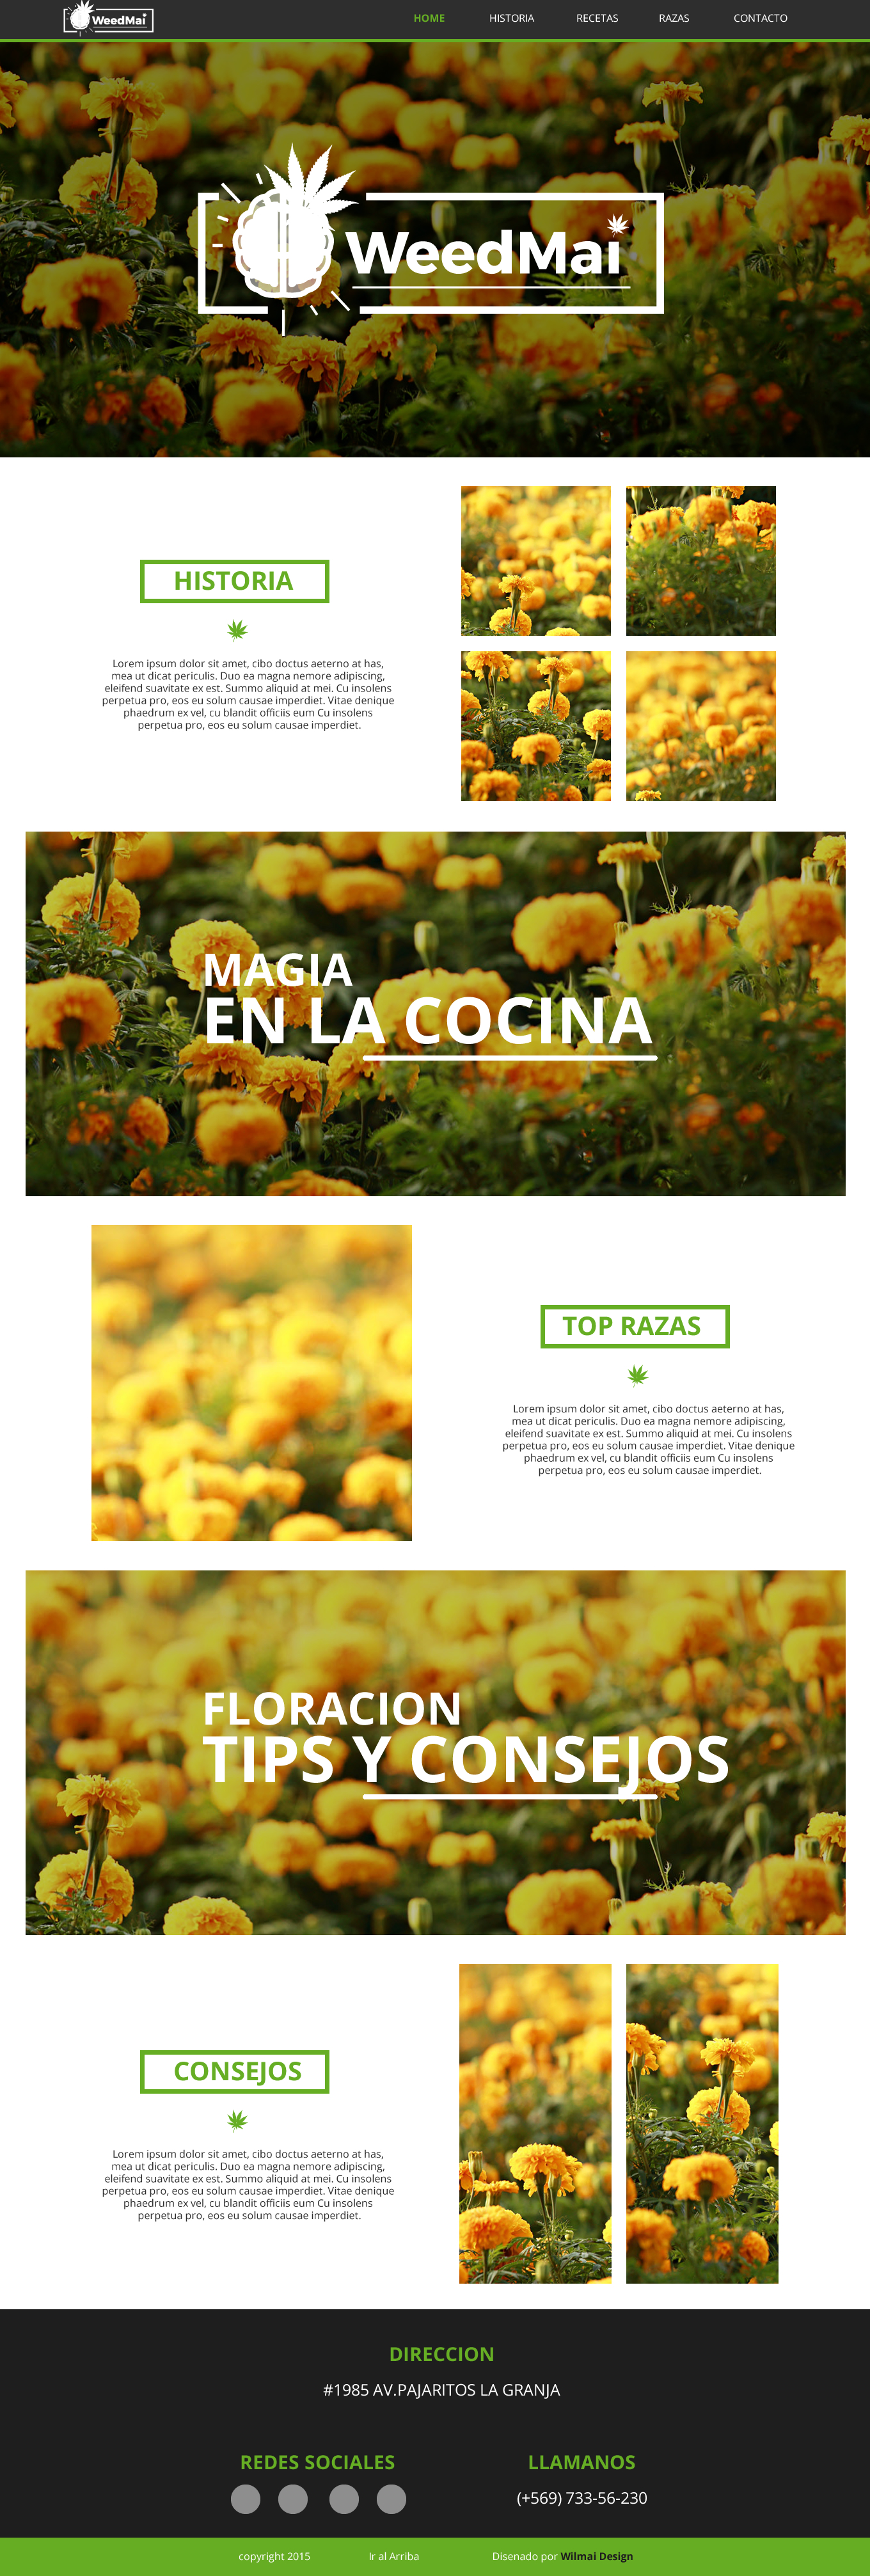 WeedMai
HOME
HISTORIA
RECETAS
RAZAS
CONTACTO
WeedMai
HISTORIA
Lorem ipsum dolor sit amet, cibo doctus aeterno at has,
mea ut dicat periculis. Duo ea magna nemore adipiscing,
eleifend suavitate ex est. Summo aliquid at mei. Cu insolens
perpetua pro, eos eu solum causae imperdiet. Vitae denique
phaedrum ex vel, cu blandit officiis eum Cu insolens
perpetua pro, eos eu solum causae imperdiet.
MAGIA
EN LA COCINA
TOP RAZAS
Lorem ipsum dolor sit amet, cibo doctus aeterno at has,
mea ut dicat periculis. Duo ea magna nemore adipiscing,
eleifend suavitate ex est. Summo aliquid at mei. Cu insolens
perpetua pro, eos eu solum causae imperdiet. Vitae denique
phaedrum ex vel, cu blandit officiis eum Cu insolens
perpetua pro, eos eu solum causae imperdiet.
FLORACION
TIPS Y CONSEJOS
CONSEJOS
Lorem ipsum dolor sit amet, cibo doctus aeterno at has,
mea ut dicat periculis. Duo ea magna nemore adipiscing,
eleifend suavitate ex est. Summo aliquid at mei. Cu insolens
perpetua pro, eos eu solum causae imperdiet. Vitae denique
phaedrum ex vel, cu blandit officiis eum Cu insolens
perpetua pro, eos eu solum causae imperdiet.
DIRECCION
#1985 AV.PAJARITOS LA GRANJA
REDES SOCIALES
LLAMANOS
(+569) 733-56-230
copyright 2015
Ir al Arriba
Disenado por Wilmai Design